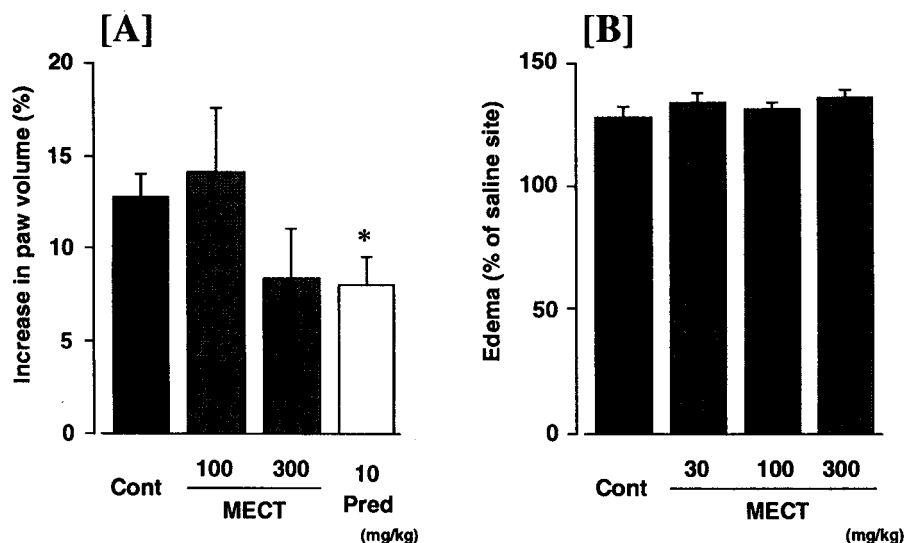 [A]
Increase in paw volume (%)
20
15
10
5
0
*
Cont
100
300
10
MECT
Pred
(mg/kg)
[B]
Edema (% of saline site)
150
100
50
0
Cont
30
100
300
MECT
(mg/kg)